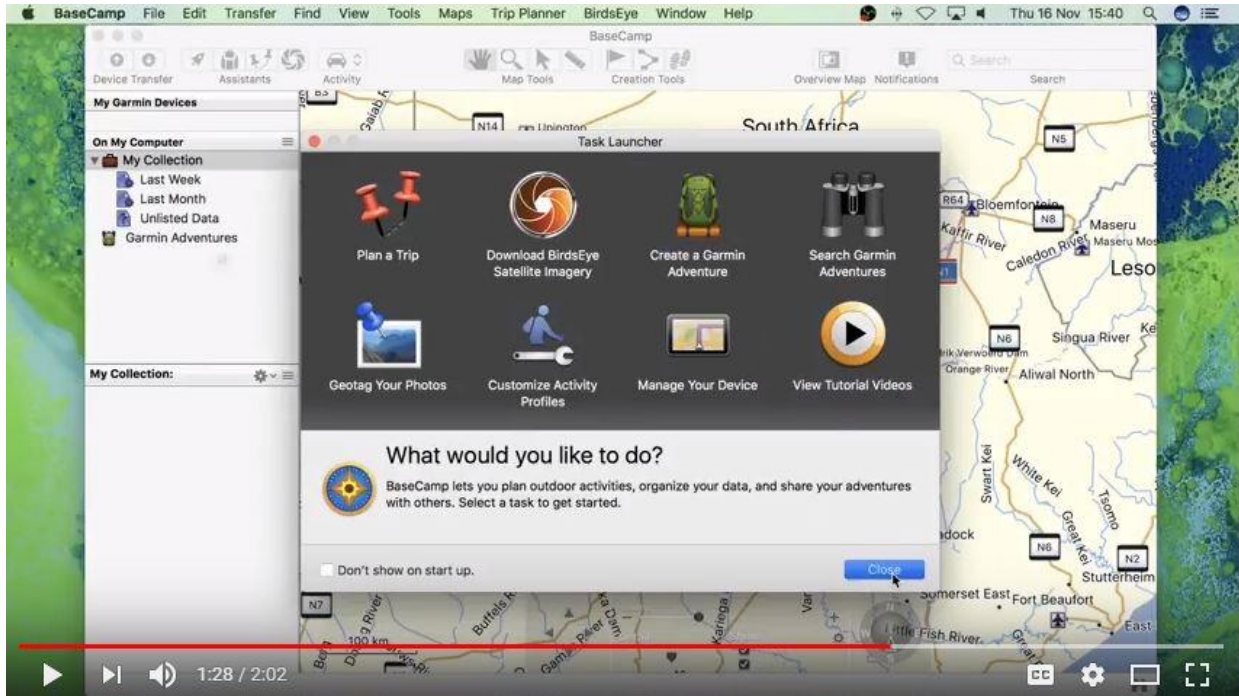 BaseCamp File Edit Transfer Find View Tools Maps Trip Planner BirdsEye Window Help Thu 16 Nov 15:40
BaseCamp
Device Transfer Assistants Activity Map Tools Creation Tools Overview Map Notifications Search
Search
My Garmin Devices
On My Computer
My Collection
Last Week
Last Month
Unlisted Data
Garmin Adventures
My Collection:
Task Launcher
Plan a Trip
Download BirdsEye
Satellite Imagery
Create a Garmin
Adventure
Search Garmin
Adventures
Geotag Your Photos
Customize Activity
Profiles
Manage Your Device
View Tutorial Videos
What would you like to do?
BaseCamp lets you plan outdoor activities, organize your data, and share your adventures
with others. Select a task to get started.
Don't show on start up.
Close
N14
South Africa
N5
R64
Bloemfontein
N8
Maseru
Kaffir River
Caledon River
Leso
N6
Singua River
Orange River
Aliwal North
Swart Kei
White Kei
Tsomo
Great Kei
N6
N2
Stutterheim
Somerset East
Fort Beaufort
East
Little Fish River
N7
100 km
Buffels
Kariega
1:28 / 2:02
CC